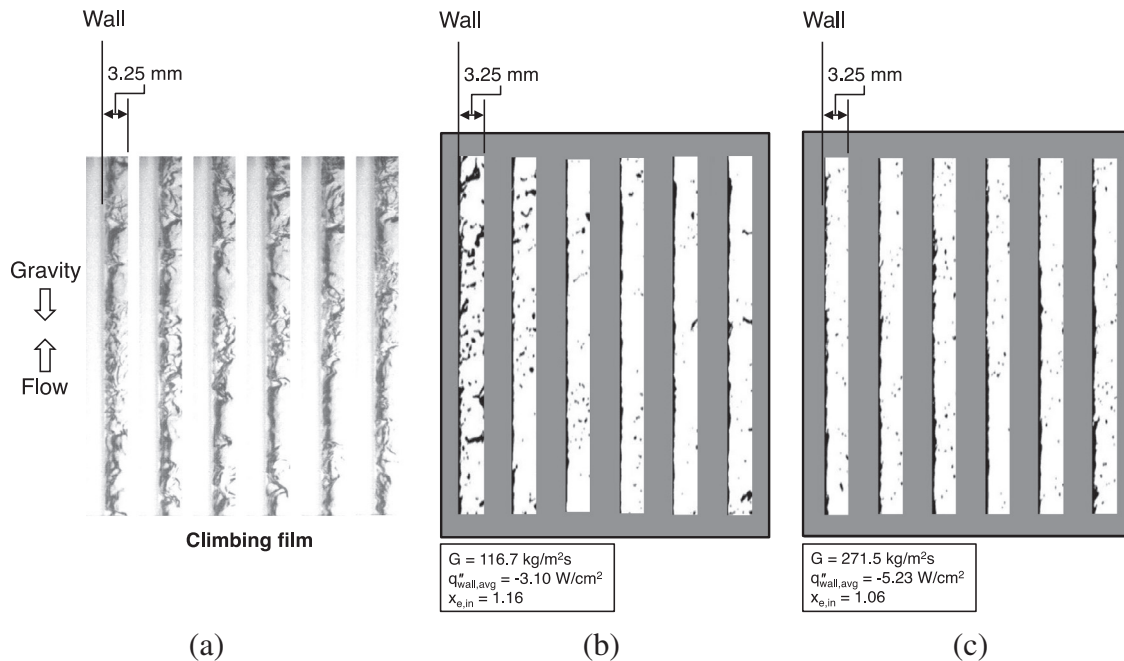 Wall
3.25 mm
Gravity
Flow
Climbing film
(a)
Wall
3.25 mm
G = 116.7 kg/m²s
q″wall,avg = -3.10 W/cm²
xe,in = 1.16
(b)
Wall
3.25 mm
G = 271.5 kg/m²s
q″wall,avg = -5.23 W/cm²
xe,in = 1.06
(c)